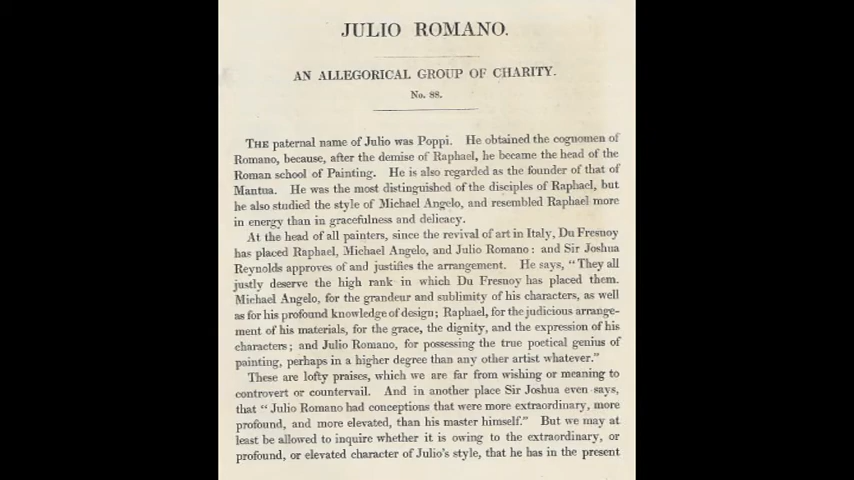 JULIO ROMANO.
AN ALLEGORICAL GROUP OF CHARITY.
No. 88.
THE paternal name of Julio was Poppi. He obtained the cognomen of
Romano, because, after the demise of Raphael, he became the head of the
Roman school of Painting. He is also regarded as the founder of that of
Mantua. He was the most distinguished of the disciples of Raphael, but
he also studied the style of Michael Angelo, and resembled Raphael more
in energy than in gracefulness and delicacy.
At the head of all painters, since the revival of art in Italy, Du Fresnoy
has placed Raphael, Michael Angelo, and Julio Romano: and Sir Joshua
Reynolds approves of and justifies the arrangement. He says, "They all
justly deserve the high rank in which Du Fresnoy has placed them.
Michael Angelo, for the grandeur and sublimity of his characters, as well
as for his profound knowledge of design; Raphael, for the judicious arrange-
ment of his materials, for the grace, the dignity, and the expression of his
characters; and Julio Romano, for possessing the true poetical genius of
painting, perhaps in a higher degree than any other artist whatever."
These are lofty praises, which we are far from wishing or meaning to
controvert or countervail. And in another place Sir Joshua even says,
that "Julio Romano had conceptions that were more extraordinary, more
profound, and more elevated, than his master himself." But we may at
least be allowed to inquire whether it is owing to the extraordinary, or
profound, or elevated character of Julio's style, that he has in the present